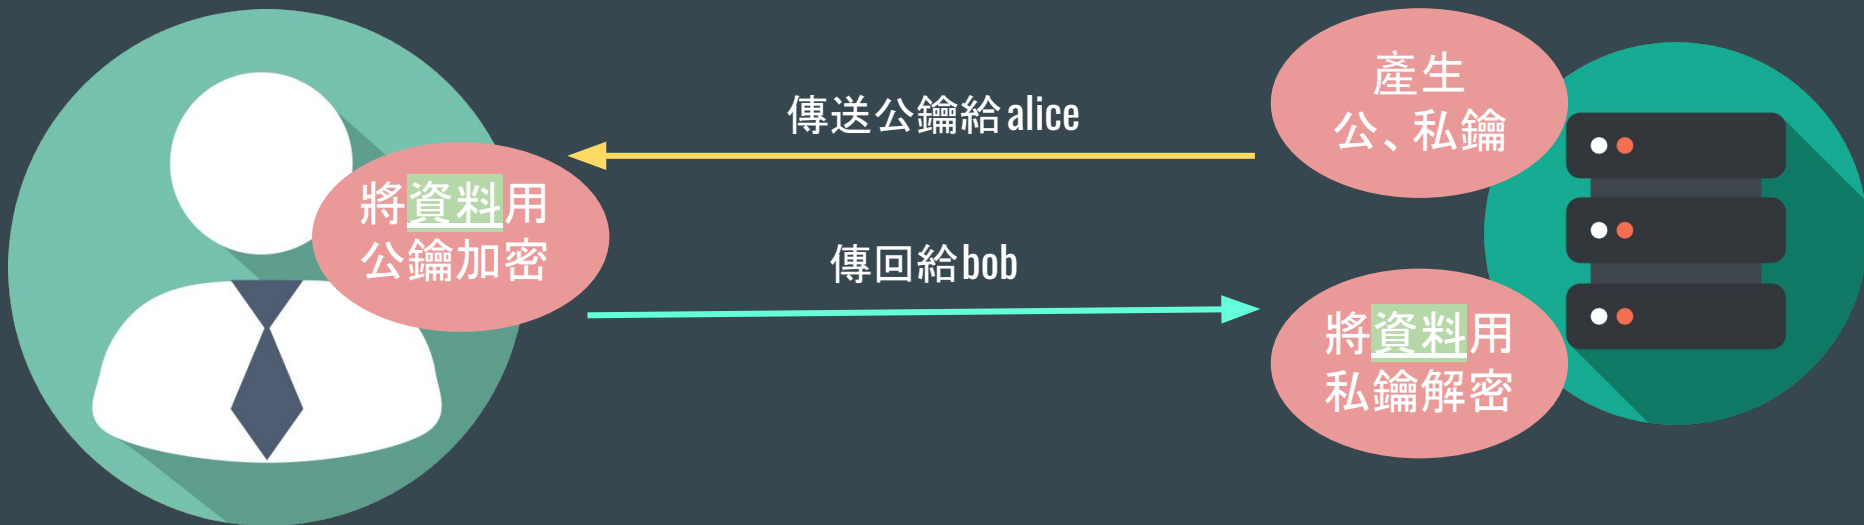 產生
公、私鑰
傳送公鑰給alice
將資料用
公鑰加密
傳回給bob
將資料用
私鑰解密